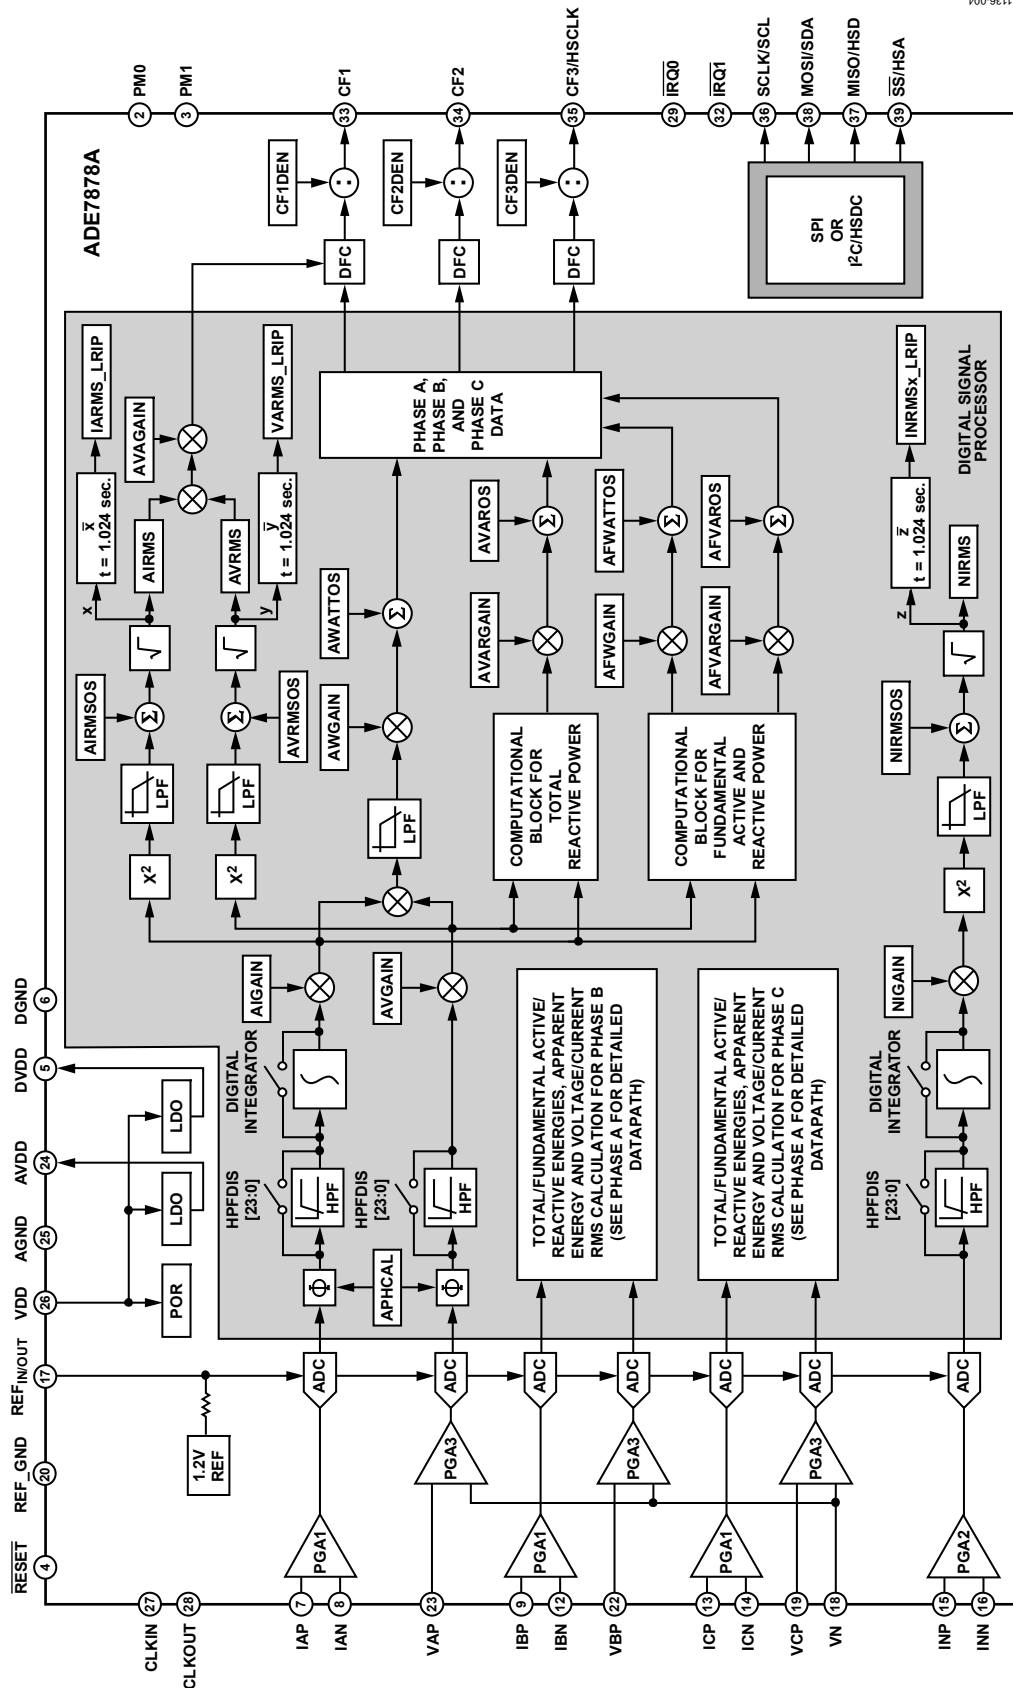 RESET
4
REF_GND
20
REFIN/OUT
17
VDD
26
AGND
25
AVDD
24
DVDD
5
DGND
6
CLKIN
27
CLKOUT
28
1.2V
REF
POR
LDO
LDO
ADE7878A
2
PM0
3
PM1
IAP
7
IAN
8
PGA1
ADC
VAP
23
PGA3
ADC
IBP
9
IBN
12
PGA1
ADC
VBP
22
PGA3
ADC
ICP
13
ICN
14
PGA1
ADC
VCP
19
VN
18
PGA3
ADC
INP
15
INN
16
PGA2
ADC
Φ
APHCAL
Φ
HPFDIS
[23:0]
HPF
DIGITAL
INTEGRATOR
AIGAIN
HPFDIS
[23:0]
HPF
AVGAIN
X2
LPF
AIRMSOS
Σ
√
x
x̅
t = 1.024 sec.
IARMS_LRIP
AIRMS
AVAGAIN
X2
LPF
AVRMSOS
Σ
√
AVRMS
y
y̅
t = 1.024 sec.
VARMS_LRIP
LPF
AWGAIN
AWATTOS
Σ
COMPUTATIONAL
BLOCK FOR
TOTAL
REACTIVE POWER
AVARGAIN
AVAROS
Σ
COMPUTATIONAL
BLOCK FOR
FUNDAMENTAL
ACTIVE AND
REACTIVE POWER
AFWGAIN
AFWATTOS
Σ
AFVARGAIN
AFVAROS
Σ
PHASE A,
PHASE B,
AND
PHASE C
DATA
TOTAL/FUNDAMENTAL ACTIVE/
REACTIVE ENERGIES, APPARENT
ENERGY AND VOLTAGE/CURRENT
RMS CALCULATION FOR PHASE B
(SEE PHASE A FOR DETAILED
DATAPATH)
TOTAL/FUNDAMENTAL ACTIVE/
REACTIVE ENERGIES, APPARENT
ENERGY AND VOLTAGE/CURRENT
RMS CALCULATION FOR PHASE C
(SEE PHASE A FOR DETAILED
DATAPATH)
HPFDIS
[23:0]
HPF
DIGITAL
INTEGRATOR
NIGAIN
X2
LPF
NIRMSOS
Σ
√
NIRMS
z
z̅
t = 1.024 sec.
INRMSx_LRIP
DIGITAL SIGNAL
PROCESSOR
DFC
CF1DEN
:
33
CF1
DFC
CF2DEN
:
34
CF2
DFC
CF3DEN
:
35
CF3/HSCLK
29
IRQ0
32
IRQ1
SPI
OR
I2C/HSDC
36
SCLK/SCL
38
MOSI/SDA
37
MISO/HSD
39
SS/HSA